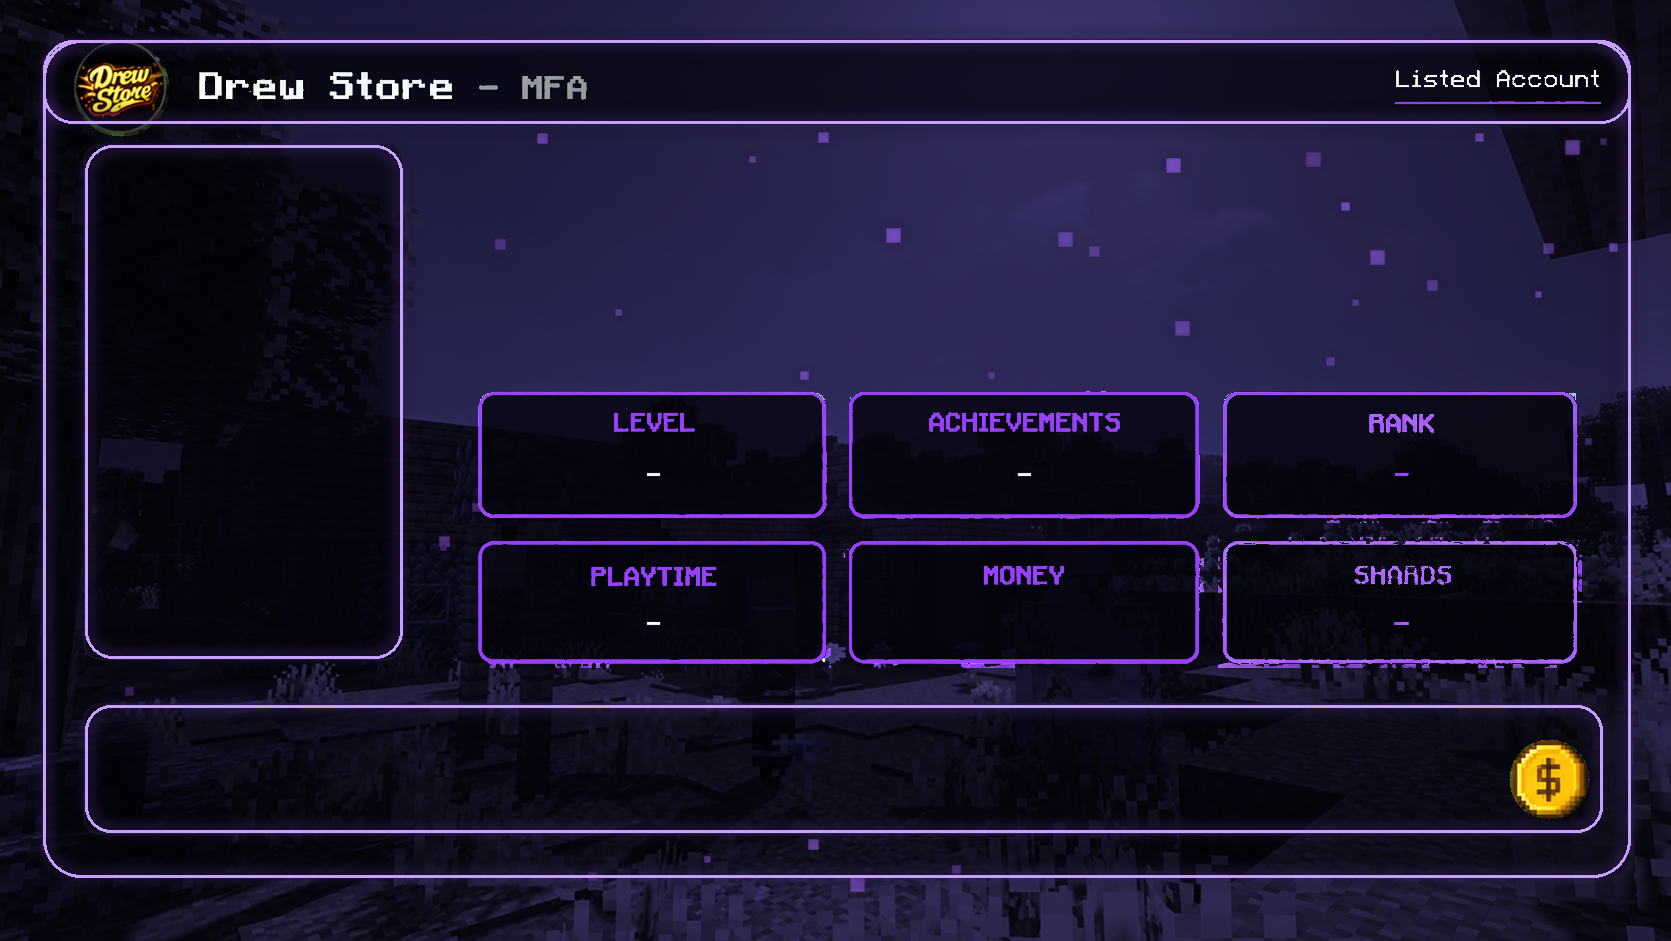 Drew Store
Drew Store - MFA
Listed Account
LEVEL
-
ACHIEVEMENTS
-
RANK
-
PLAYTIME
-
MONEY
SHARDS
-
$